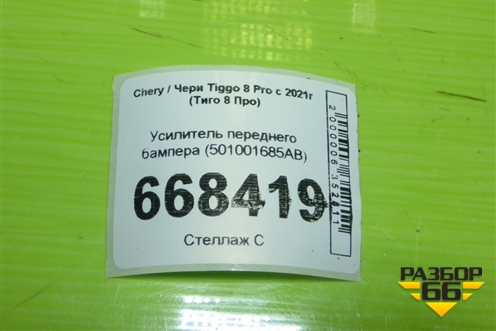 Chery / Чери Tiggo 8 Pro с 2021г
(Тиго 8 Про)
Усилитель переднего
бампера (501001685AB)
668419
Стеллаж С
РАЗБОР
66